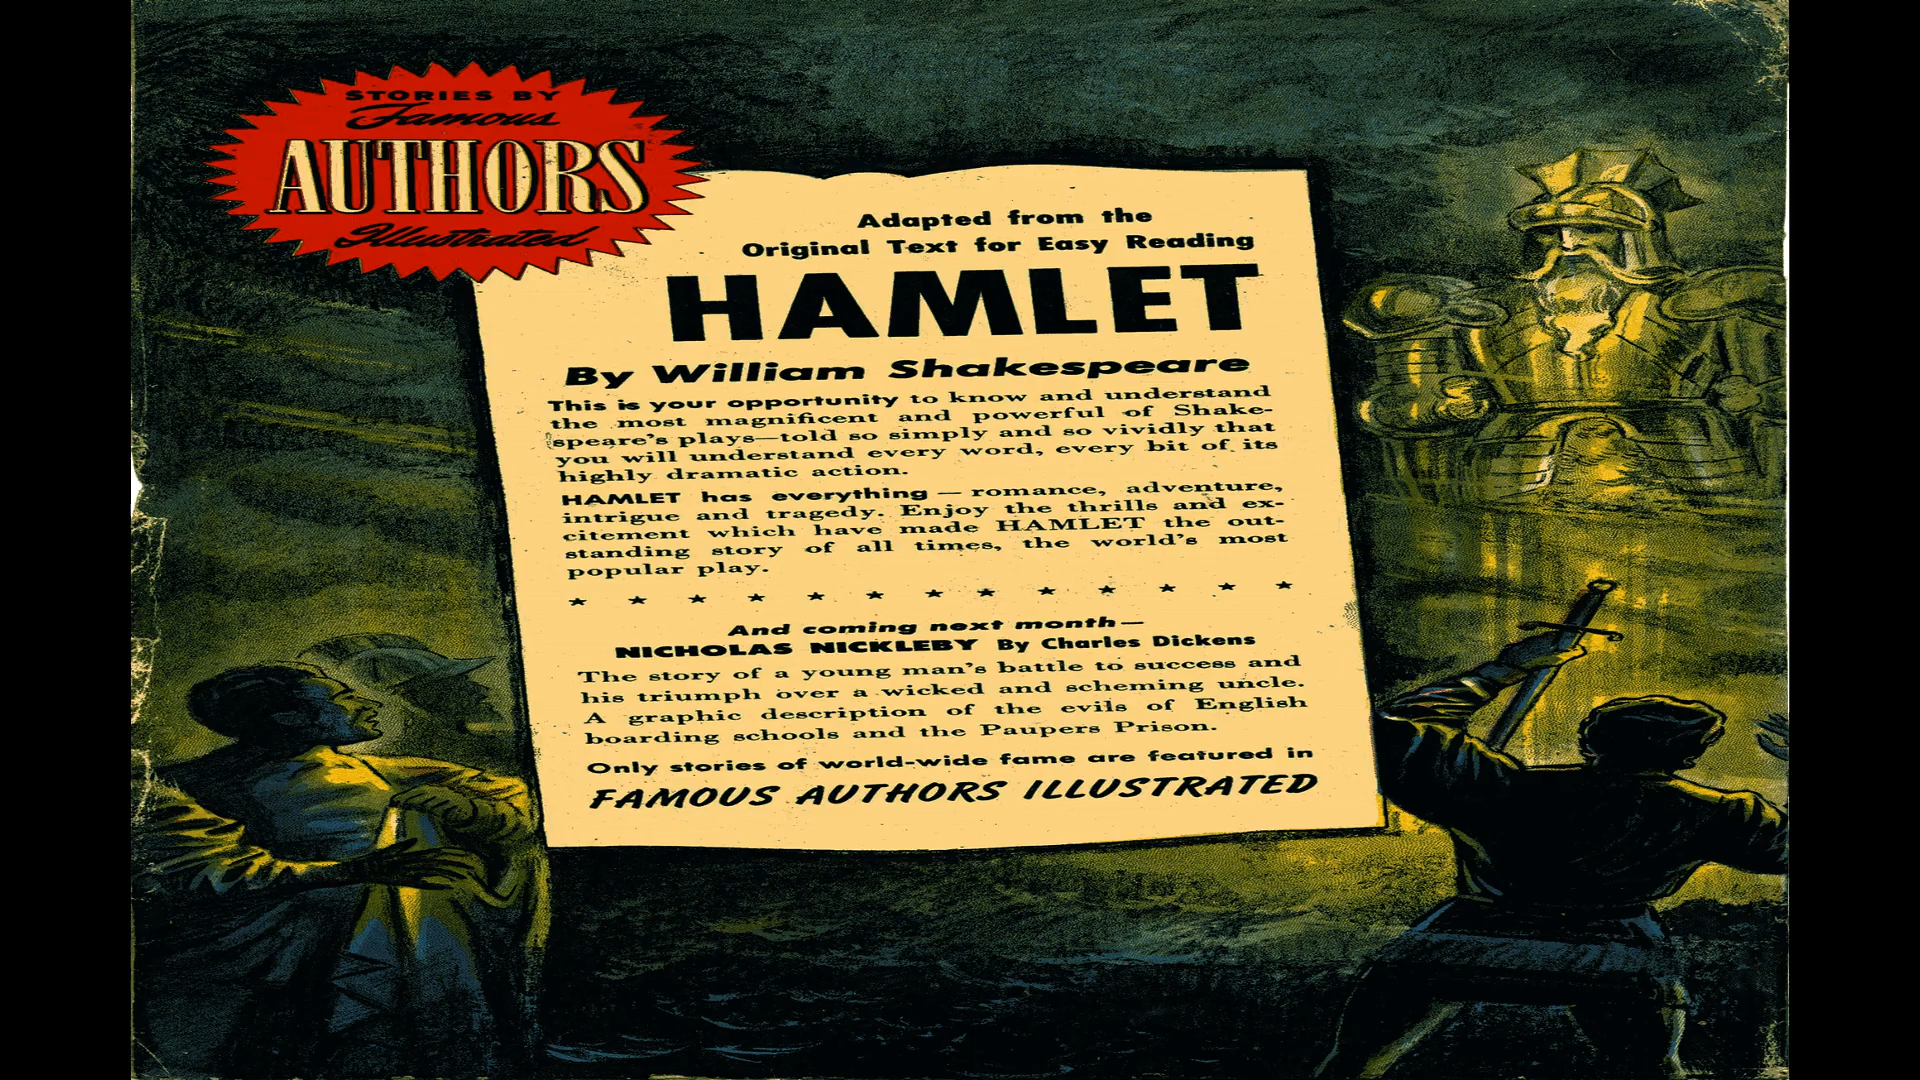 STORIES BY
Famous
AUTHORS
Illustrated
Adapted from the
Original Text for Easy Reading
HAMLET
By William Shakespeare
This is your opportunity to know and understand
the most magnificent and powerful of Shake-
speare's plays—told so simply and so vividly that
you will understand every word, every bit of its
highly dramatic action.
HAMLET has everything — romance, adventure,
intrigue and tragedy. Enjoy the thrills and ex-
citement which have made HAMLET the out-
standing story of all times, the world's most
popular play.
And coming next month—
NICHOLAS NICKLEBY By Charles Dickens
The story of a young man's battle to success and
his triumph over a wicked and scheming uncle.
A graphic description of the evils of English
boarding schools and the Paupers Prison.
Only stories of world-wide fame are featured in
FAMOUS AUTHORS ILLUSTRATED